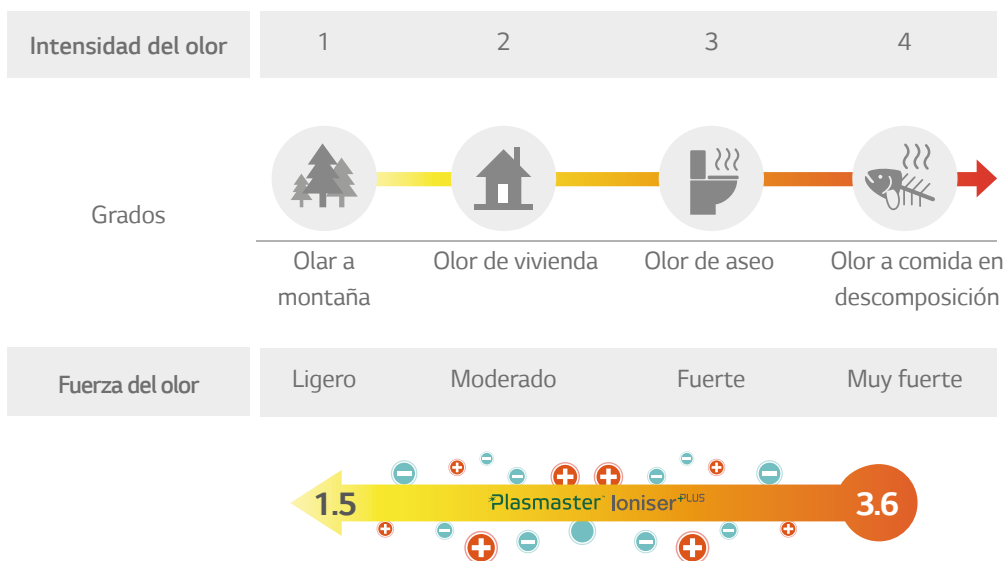 Intensidad del olor 1 2 3 4
Grados
Olar a montaña
Olor de vivienda
Olor de aseo
Olor a comida en descomposición
Fuerza del olor Ligero Moderado Fuerte Muy fuerte
1.5 Plasmaster Ioniser+PLUS 3.6